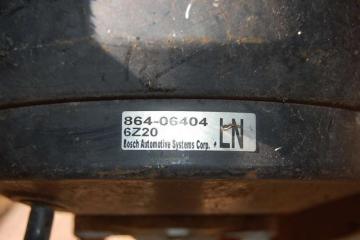 864-06404
6Z20 LN
Bosch Automotive Systems Corp.